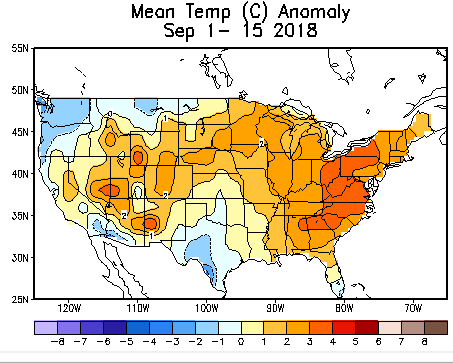 Mean Temp (C) Anomaly
Sep 1- 15 2018
55N
50N
45N
40N
35N
30N
25N
120W 110W 100W 90W 80W 70W
-8 -7 -6 -5 -4 -3 -2 -1 0 1 2 3 4 5 6 7 8